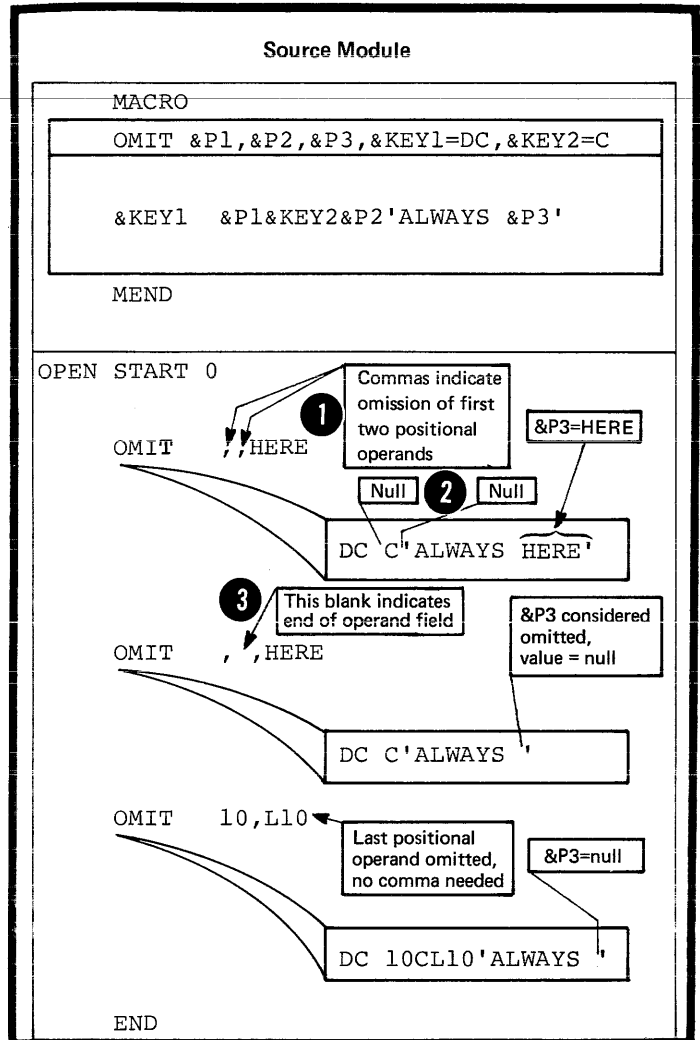 Source Module
MACRO
OMIT &P1,&P2,&P3,&KEY1=DC,&KEY2=C
&KEY1 &P1&KEY2&P2'ALWAYS &P3'
MEND
OPEN START 0
1
Commas indicate
omission of first
two positional
operands
OMIT ,,HERE
&P3=HERE
Null
2
Null
DC C'ALWAYS HERE'
3
This blank indicates
end of operand field
OMIT , ,HERE
&P3 considered
omitted,
value = null
DC C'ALWAYS '
OMIT 10,L10
Last positional
operand omitted,
no comma needed
&P3=null
DC 10CL10'ALWAYS '
END